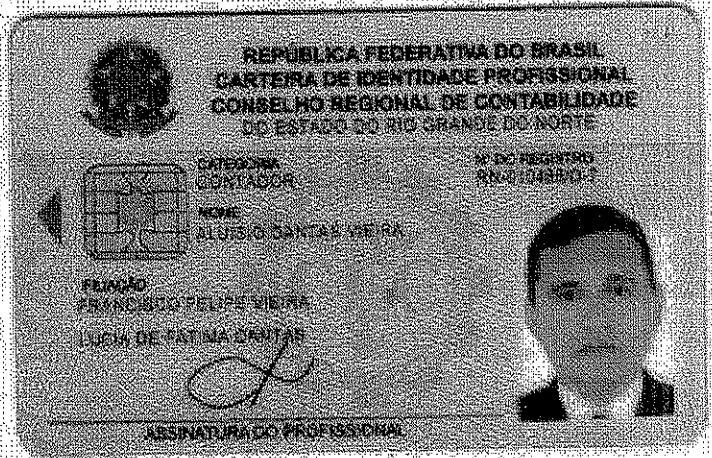 REPÚBLICA FEDERATIVA DO BRASIL
CARTEIRA DE IDENTIDADE PROFISSIONAL
CONSELHO REGIONAL DE CONTABILIDADE
DO ESTADO DO RIO GRANDE DO NORTE
CATEGORIA
CONTADOR
Nº DO REGISTRO
NOME
ALUISIO DANTAS VIEIRA
FILIAÇÃO
FRANCISCO FELIPE VIEIRA
LUCIA DE FATIMA DANTAS
ASSINATURA DO PROFISSIONAL